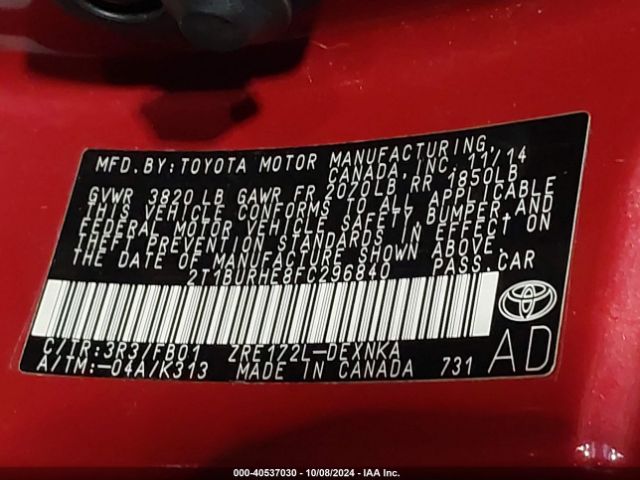 MFD. BY: TOYOTA MOTOR MANUFACTURING,
CANADA, INC. 11/14
GVWR 3820 LB GAWR FR 2070LB RR 1850LB
THIS VEHICLE CONFORMS TO ALL APPLICABLE
FEDERAL MOTOR VEHICLE SAFETY, BUMPER, AND
THEFT PREVENTION STANDARDS IN EFFECT ON
THE DATE OF MANUFACTURE SHOWN ABOVE.
2T1BURHE8FC296840 PASS.CAR
C/TR:3R3/FB01 ZRE172L-DEXNKA
A/TM:-04A/K313 MADE IN CANADA 731
AD
000-40537030 - 10/08/2024 - IAA Inc.